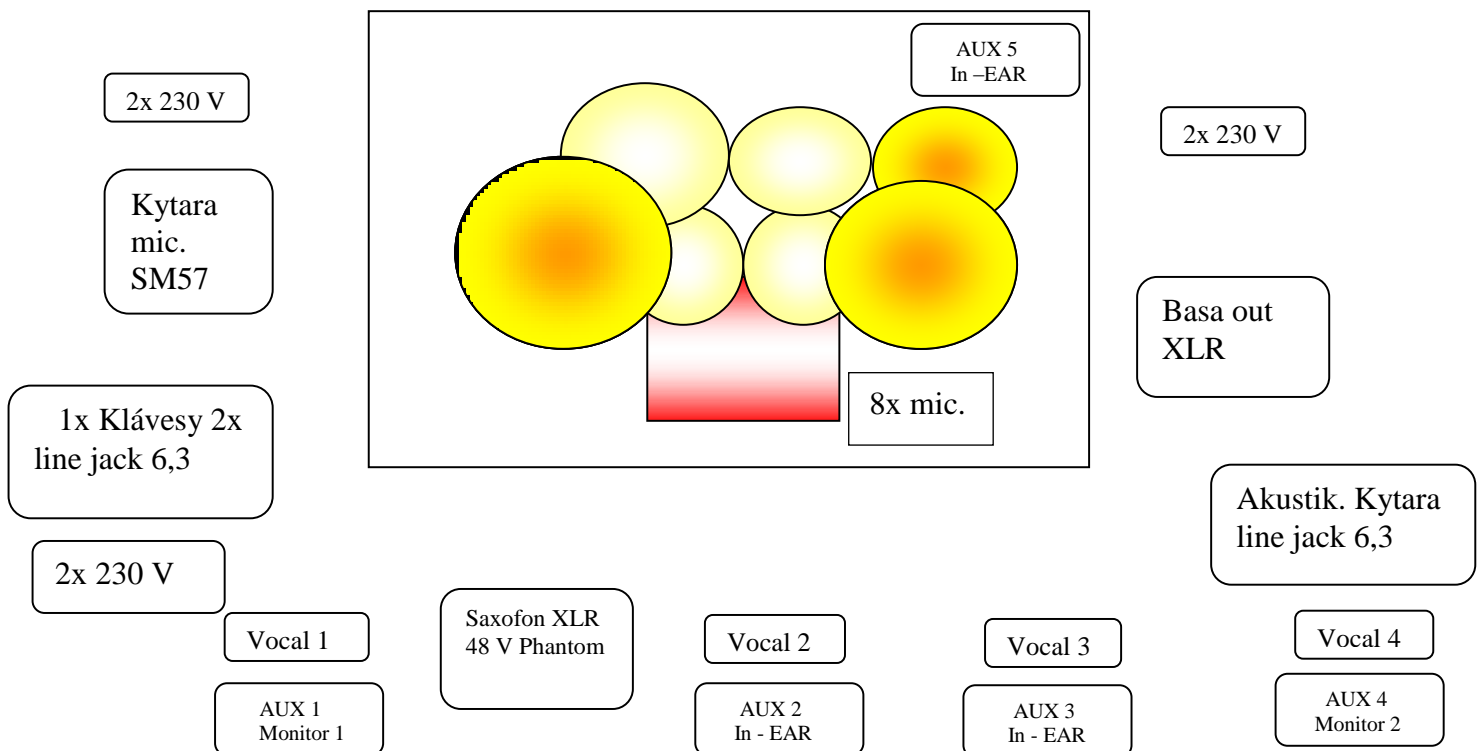 AUX 5
In –EAR
2x 230 V
2x 230 V
Kytara
mic.
SM57
Basa out
XLR
8x mic.
1x Klávesy 2x
line jack 6,3
Akustik. Kytara
line jack 6,3
2x 230 V
Saxofon XLR
48 V Phantom
Vocal 1
Vocal 2
Vocal 3
Vocal 4
AUX 1
Monitor 1
AUX 2
In - EAR
AUX 3
In - EAR
AUX 4
Monitor 2